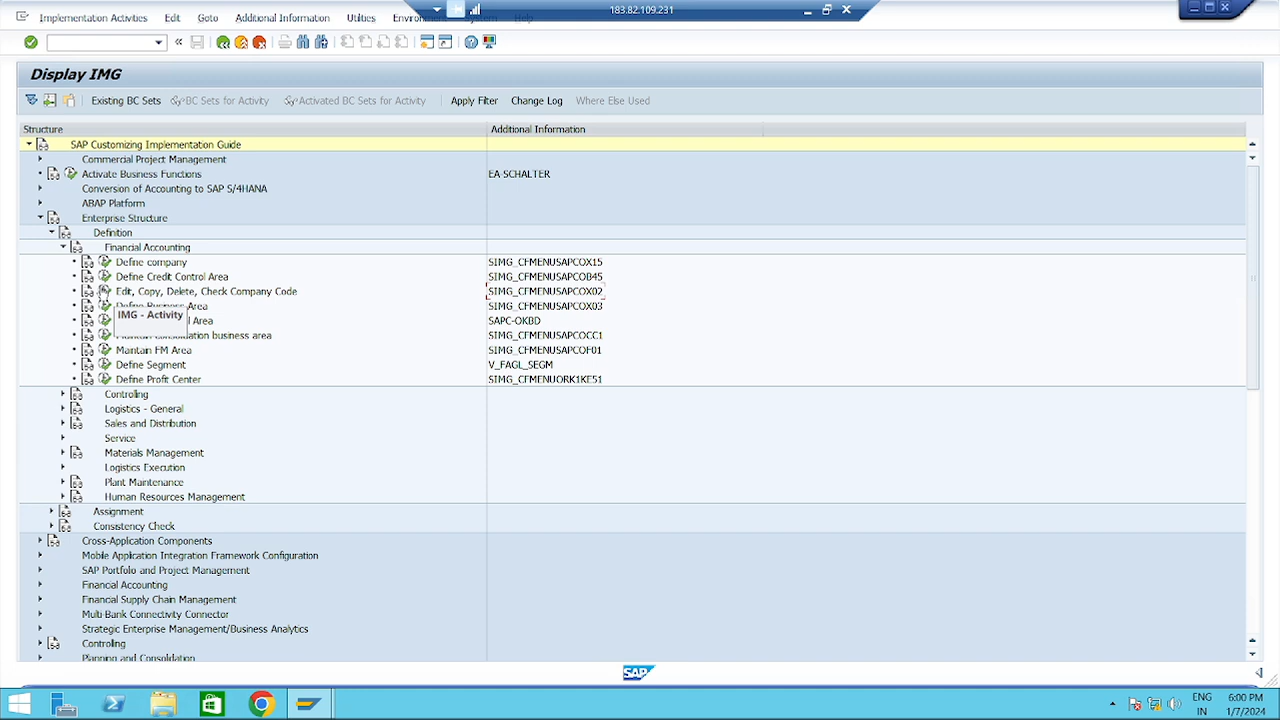 Implementation Activities Edit Goto Additional Information Utilities Environment System Help
183.82.109.231
Display IMG
Existing BC Sets BC Sets for Activity Activated BC Sets for Activity Apply Filter Change Log Where Else Used
Structure Additional Information
SAP Customizing Implementation Guide
Commercial Project Management
Activate Business Functions EA-SCHALTER
Conversion of Accounting to SAP S/4HANA
ABAP Platform
Enterprise Structure
Definition
Financial Accounting
Define company SIMG_CFMENUSAPCOX15
Define Credit Control Area SIMG_CFMENUSAPCOB45
Edit, Copy, Delete, Check Company Code SIMG_CFMENUSAPCOX02
Define Business Area SIMG_CFMENUSAPCOX03
IMG - Activity
l Area SAPC-OKBD
Maintain consolidation business area SIMG_CFMENUSAPCOCC1
Maintain FM Area SIMG_CFMENUSAPCOF01
Define Segment V_FAGL_SEGM
Define Profit Center SIMG_CFMENUORK1KE51
Controlling
Logistics - General
Sales and Distribution
Service
Materials Management
Logistics Execution
Plant Maintenance
Human Resources Management
Assignment
Consistency Check
Cross-Application Components
Mobile Application Integration Framework Configuration
SAP Portfolio and Project Management
Financial Accounting
Financial Supply Chain Management
Multi-Bank Connectivity Connector
Strategic Enterprise Management/Business Analytics
Controlling
Planning and Consolidation
SAP
ENG 6:00 PM
IN 1/7/2024